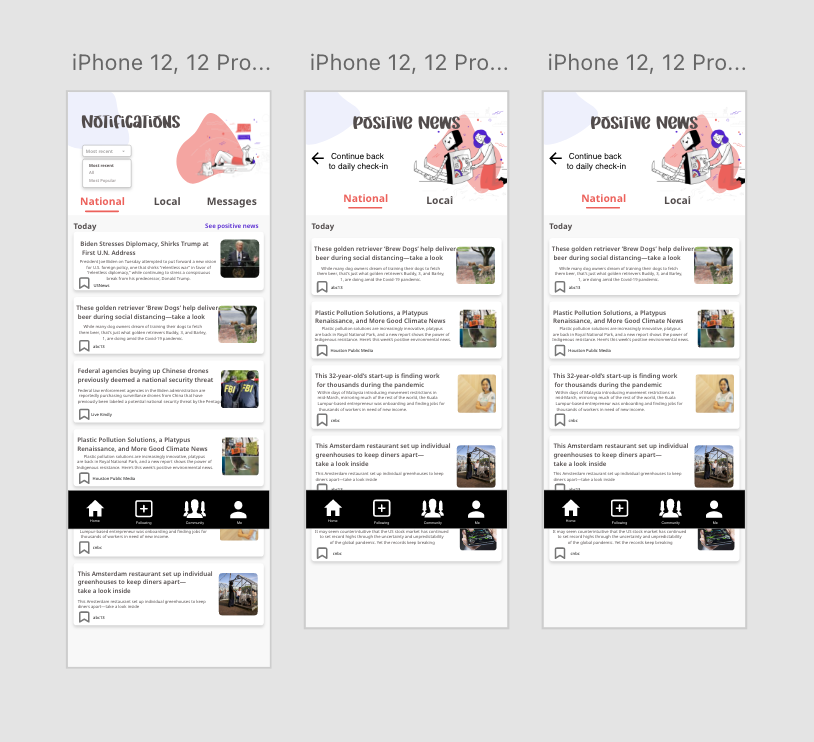 iPhone 12, 12 Pro...
Notifications
Most recent
Most recent
All
Most Popular
National Local Messages
Today See positive news
Biden Stresses Diplomacy, Shirks Trump at
First U.N. Address
President Joe Biden on Tuesday attempted to put forward a new vision
for U.S. foreign policy, one that shirks "relentless war" in favor of
"relentless diplomacy," while continuing to stress a conspicuous
break from his predecessor, Donald Trump.
USNews
These golden retriever 'Brew Dogs' help deliver
beer during social distancing—take a look
While many dog owners dream of training their dogs to fetch
them beer, that's just what golden retrievers Buddy, 3, and Barley,
1, are doing amid the Covid-19 pandemic.
abc13
Federal agencies buying up Chinese drones
previously deemed a national security threat
Federal law enforcement agencies in the Biden administration are
reportedly purchasing surveillance drones from China that have
previously been labeled a potential national security threat by the Pentagon
Live Kindly
Plastic Pollution Solutions, a Platypus
Renaissance, and More Good Climate News
Plastic pollution solutions are increasingly innovative, platypus
are back in Royal National Park, and a new report shows the power of
Indigenous resistance. Here's this week's positive environmental news
Houston Public Media
Home Following Community Me
Lumpur-based entrepreneur was onboarding and finding jobs for
thousands of workers in need of new income.
cnbc
This Amsterdam restaurant set up individual
greenhouses to keep diners apart—
take a look inside
This Amsterdam restaurant set up individual greenhouses to keep
diners apart—take a look inside
abc13
iPhone 12, 12 Pro...
Positive News
Continue back
to daily check-in
National Local
Today
These golden retriever 'Brew Dogs' help deliver
beer during social distancing—take a look
While many dog owners dream of training their dogs to fetch
them beer, that's just what golden retrievers Buddy, 3, and Barley,
1, are doing amid the Covid-19 pandemic.
abc13
Plastic Pollution Solutions, a Platypus
Renaissance, and More Good Climate News
Plastic pollution solutions are increasingly innovative, platypus
are back in Royal National Park, and a new report shows the power of
Indigenous resistance. Here's this week's positive environmental news
Houston Public Media
This 32-year-old's start-up is finding work
for thousands during the pandemic
Within days of Malaysia introducing movement restrictions in
mid-March, mirroring much of the rest of the world, the Kuala
Lumpur-based entrepreneur was onboarding and finding jobs for
thousands of workers in need of new income.
cnbc
This Amsterdam restaurant set up individual
greenhouses to keep diners apart—
take a look inside
This Amsterdam restaurant set up individual greenhouses to keep
diners apart—take a look inside
Home Following Community Me
It may seem counterintuitive that the US stock market has continued
to set record highs through the uncertainty and unpredictability
of the global pandemic. Yet the records keep breaking
cnbc
iPhone 12, 12 Pro...
Positive News
Continue back
to daily check-in
National Local
Today
These golden retriever 'Brew Dogs' help deliver
beer during social distancing—take a look
While many dog owners dream of training their dogs to fetch
them beer, that's just what golden retrievers Buddy, 3, and Barley,
1, are doing amid the Covid-19 pandemic.
abc13
Plastic Pollution Solutions, a Platypus
Renaissance, and More Good Climate News
Plastic pollution solutions are increasingly innovative, platypus
are back in Royal National Park, and a new report shows the power of
Indigenous resistance. Here's this week's positive environmental news
Houston Public Media
This 32-year-old's start-up is finding work
for thousands during the pandemic
Within days of Malaysia introducing movement restrictions in
mid-March, mirroring much of the rest of the world, the Kuala
Lumpur-based entrepreneur was onboarding and finding jobs for
thousands of workers in need of new income.
cnbc
This Amsterdam restaurant set up individual
greenhouses to keep diners apart—
take a look inside
This Amsterdam restaurant set up individual greenhouses to keep
diners apart—take a look inside
Home Following Community Me
It may seem counterintuitive that the US stock market has continued
to set record highs through the uncertainty and unpredictability
of the global pandemic. Yet the records keep breaking
cnbc